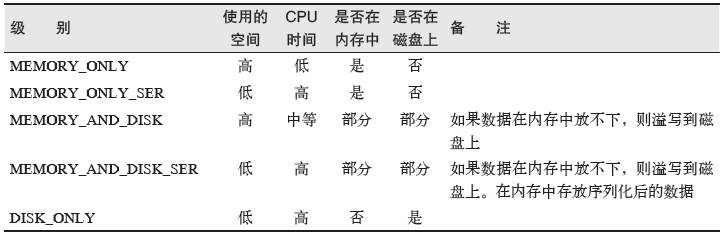 级 别 使用的空间 CPU时间 是否在内存中 是否在磁盘上 备 注
MEMORY_ONLY 高 低 是 否
MEMORY_ONLY_SER 低 高 是 否
MEMORY_AND_DISK 高 中等 部分 部分 如果数据在内存中放不下，则溢写到磁
盘上
MEMORY_AND_DISK_SER 低 高 部分 部分 如果数据在内存中放不下，则溢写到磁
盘上。在内存中存放序列化后的数据
DISK_ONLY 低 高 否 是